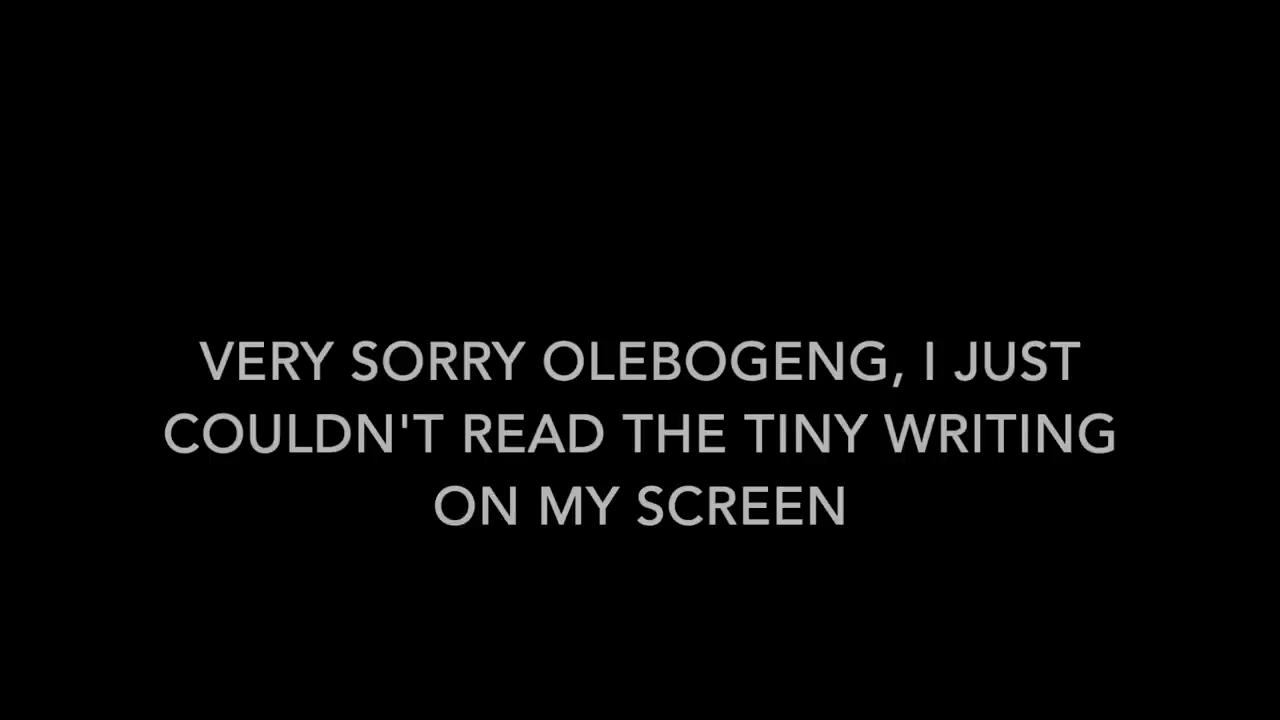 VERY SORRY OLEBOGENG, I JUST
COULDN'T READ THE TINY WRITING
ON MY SCREEN